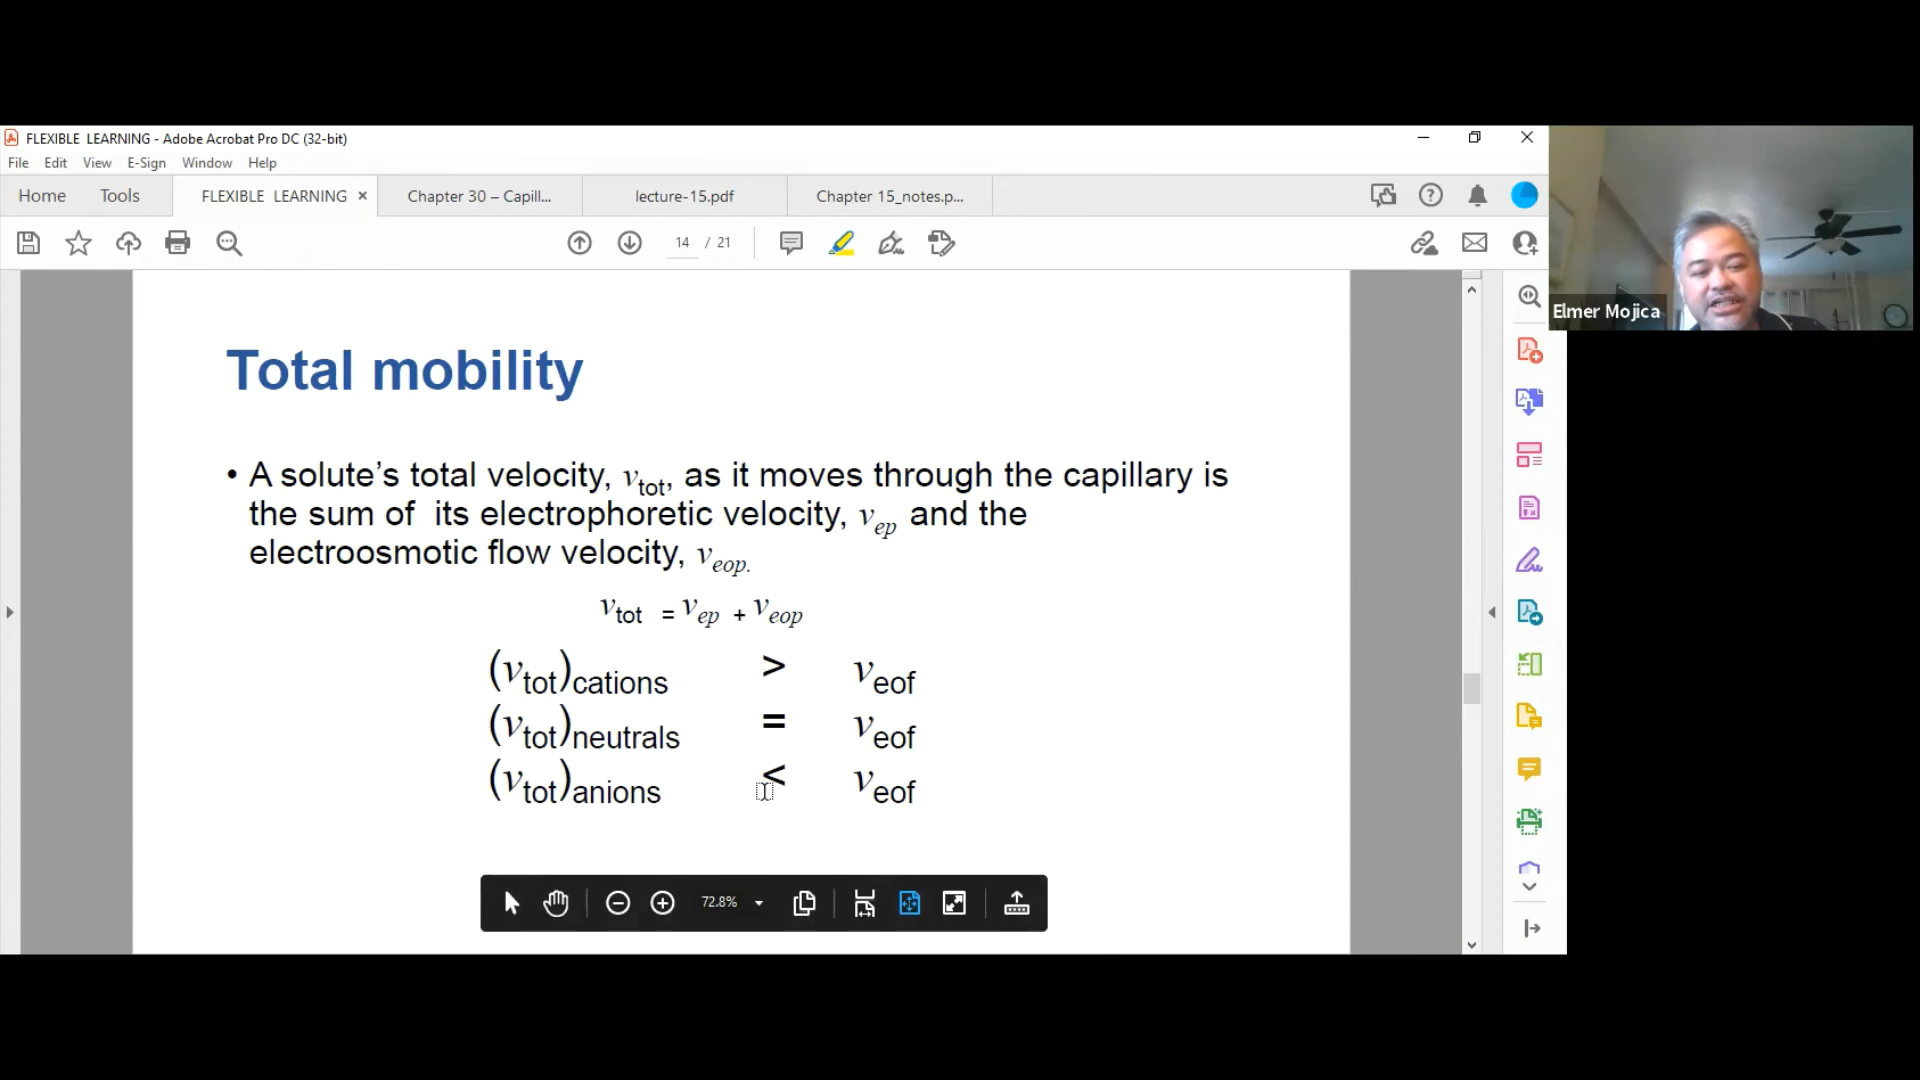 FLEXIBLE LEARNING - Adobe Acrobat Pro DC (32-bit)
File Edit View E-Sign Window Help
Home Tools FLEXIBLE LEARNING × Chapter 30 – Capill... lecture-15.pdf Chapter 15_notes.p...
14 / 21
Elmer Mojica
Total mobility
• A solute’s total velocity, vtot, as it moves through the capillary is
the sum of its electrophoretic velocity, vep and the
electroosmotic flow velocity, veop.
vtot = vep + veop
(vtot)cations > veof
(vtot)neutrals = veof
(vtot)anions < veof
72.8%